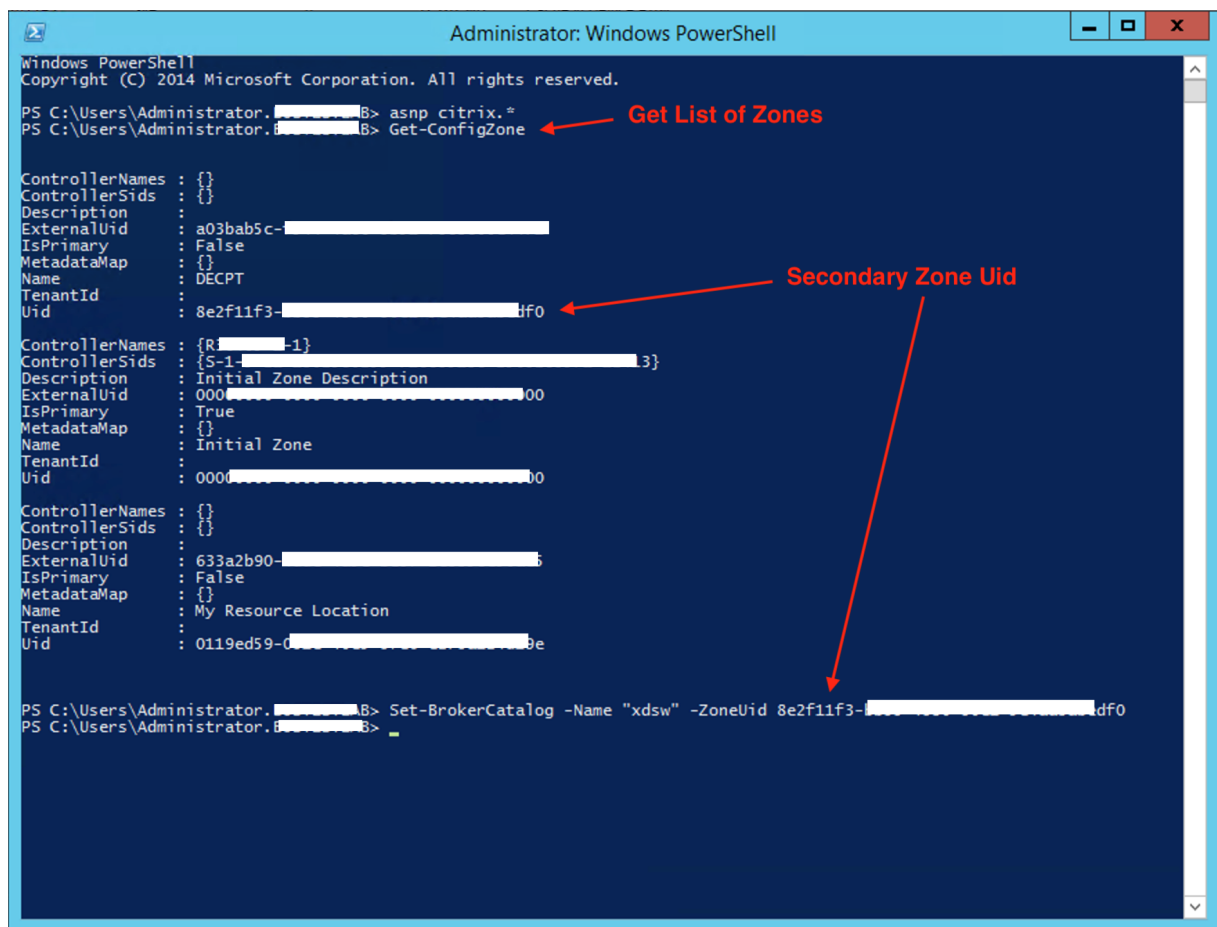 Administrator: Windows PowerShell
Windows PowerShell
Copyright (C) 2014 Microsoft Corporation. All rights reserved.
PS C:\Users\Administrator. B> asnp citrix.*
PS C:\Users\Administrator. B> Get-ConfigZone
Get List of Zones
ControllerNames : {}
ControllerSids : {}
Description :
ExternalUid : a03bab5c-
IsPrimary : False
MetadataMap : {}
Name : DECPT
TenantId :
Uid : 8e2f11f3- df0
Secondary Zone Uid
ControllerNames : {R -1}
ControllerSids : {S-1- 13}
Description : Initial Zone Description
ExternalUid : 0000 00
IsPrimary : True
MetadataMap : {}
Name : Initial Zone
TenantId :
Uid : 0000 00
ControllerNames : {}
ControllerSids : {}
Description :
ExternalUid : 633a2b90-
IsPrimary : False
MetadataMap : {}
Name : My Resource Location
TenantId :
Uid : 0119ed59- 9e
PS C:\Users\Administrator. B> Set-BrokerCatalog -Name "xdsw" -ZoneUid 8e2f11f3- df0
PS C:\Users\Administrator. B>